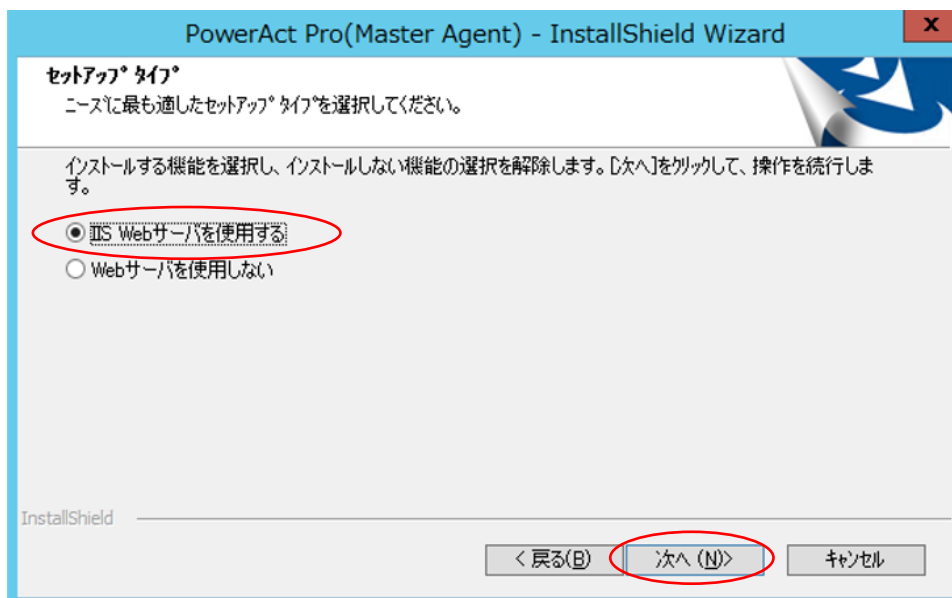 PowerAct Pro(Master Agent) - InstallShield Wizard
x
セットアップ タイプ
ニーズに最も適したセットアップ タイプを選択してください。
インストールする機能を選択し、インストールしない機能の選択を解除します。[次へ]をクリックして、操作を続行しま
す。
IIS Webサーバを使用する
Webサーバを使用しない
InstallShield
< 戻る(B)
次へ (N)>
キャンセル